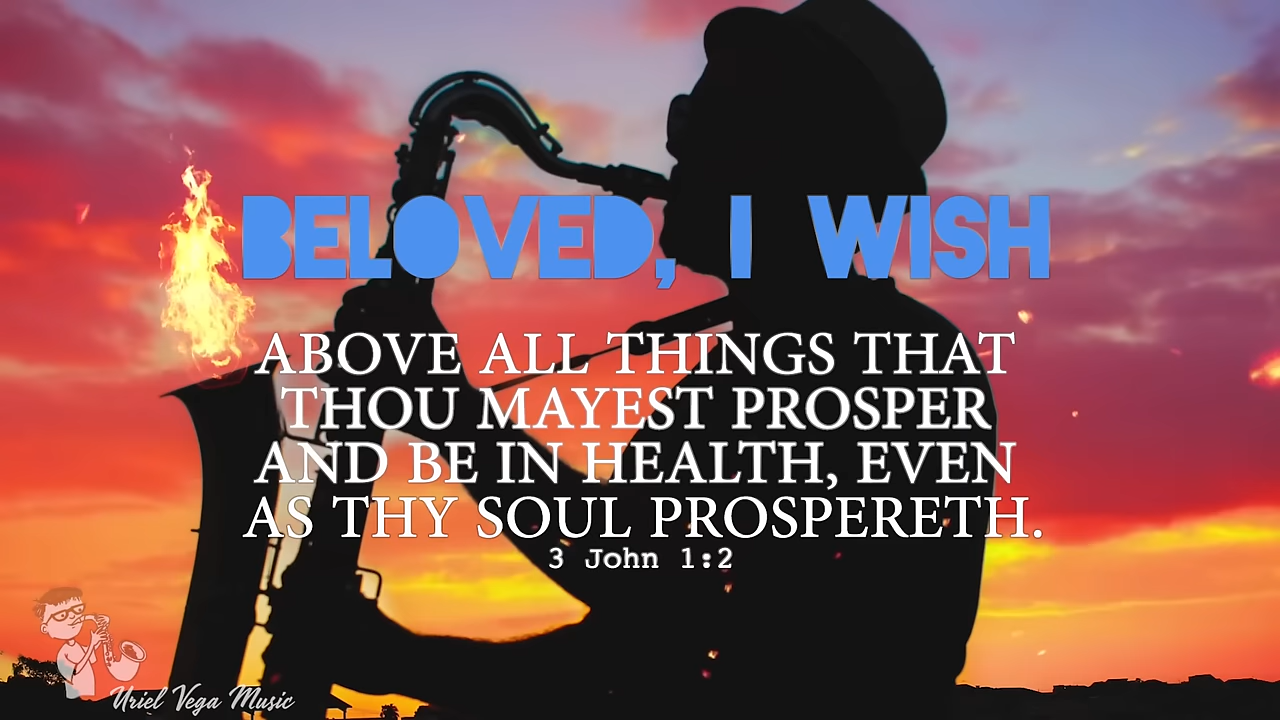 BELOVED, I WISH
ABOVE ALL THINGS THAT
THOU MAYEST PROSPER
AND BE IN HEALTH, EVEN
AS THY SOUL PROSPERETH.
3 John 1:2
Uriel Vega Music